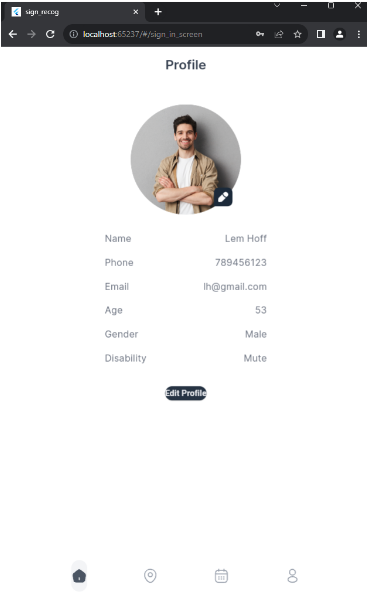 sign_recog
localhost:65237/#/sign_in_screen
Profile
Name Lem Hoff
Phone 789456123
Email lh@gmail.com
Age 53
Gender Male
Disability Mute
Edit Profile